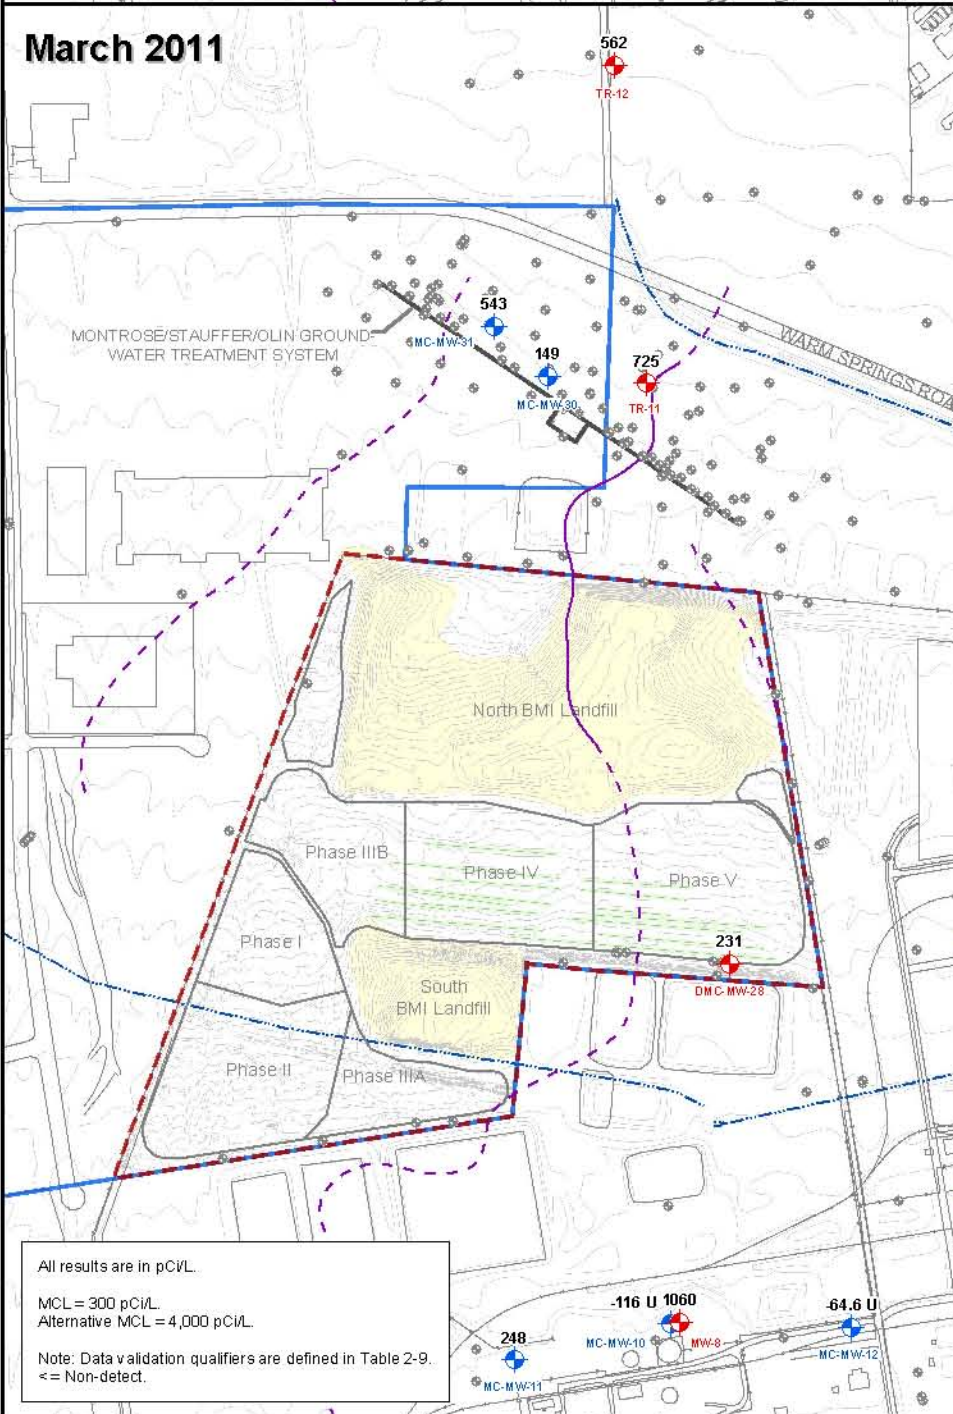 March 2011
562
TR-12
MONTROSE/STAUFFER/OLIN GROUND-
WATER TREATMENT SYSTEM
543
MC-MW-31
149
MC-MW-30
725
TR-11
WARM SPRINGS ROA
North BMI Landfill
Phase IIIB
Phase IV
Phase V
Phase I
South
BMI Landfill
231
DMC-MW-28
Phase II
Phase IIIA
All results are in pCi/L.
MCL = 300 pCi/L.
Alternative MCL = 4,000 pCi/L.
Note: Data validation qualifiers are defined in Table 2-9.
< = Non-detect.
248
MC-MW-11
-116 U
MC-MW-10
1060
MW-8
-64.6 U
MC-MW-12